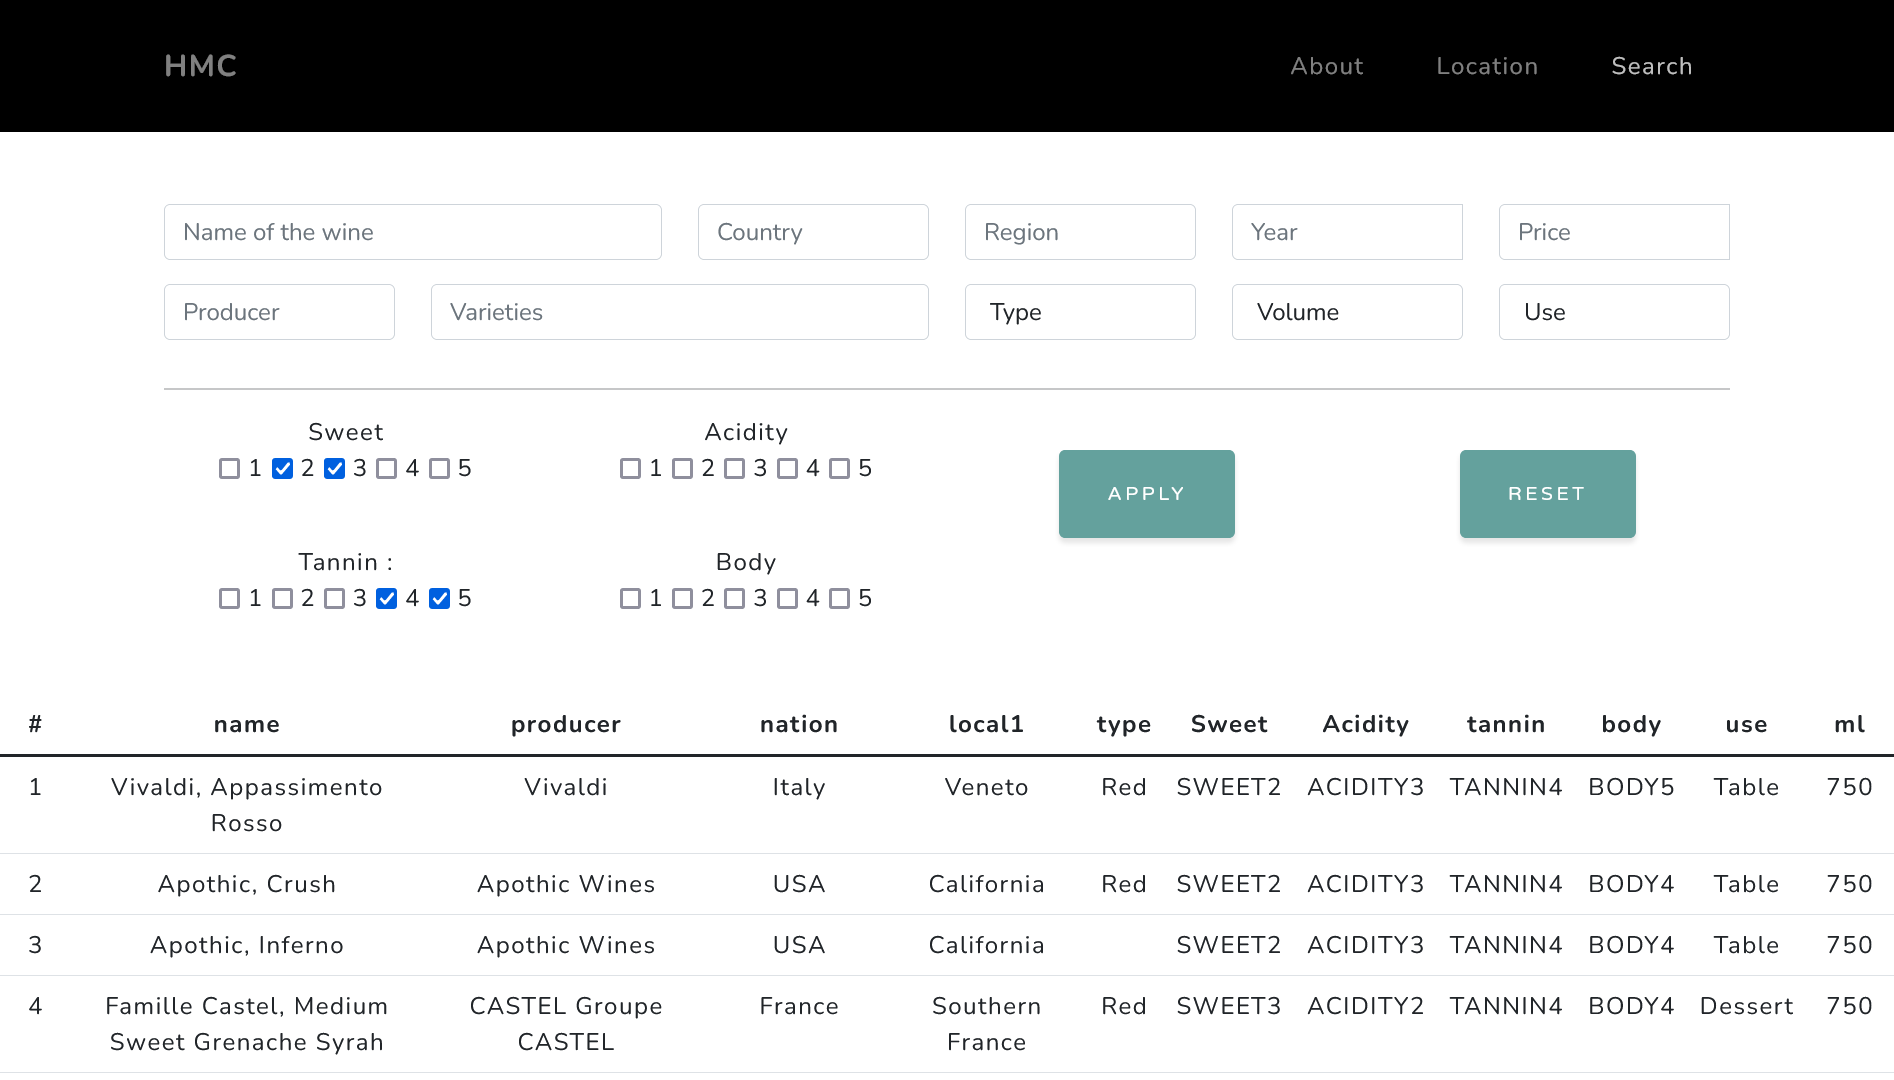 HMC About Location Search
Name of the wine Country Region Year Price
Producer Varieties Type Volume Use
Sweet Acidity
1 2 3 4 5 1 2 3 4 5
APPLY RESET
Tannin : Body
1 2 3 4 5 1 2 3 4 5
# name producer nation local1 type Sweet Acidity tannin body use ml
1 Vivaldi, Appassimento Vivaldi Italy Veneto Red SWEET2 ACIDITY3 TANNIN4 BODY5 Table 750
Rosso
2 Apothic, Crush Apothic Wines USA California Red SWEET2 ACIDITY3 TANNIN4 BODY4 Table 750
3 Apothic, Inferno Apothic Wines USA California SWEET2 ACIDITY3 TANNIN4 BODY4 Table 750
4 Famille Castel, Medium CASTEL Groupe France Southern Red SWEET3 ACIDITY2 TANNIN4 BODY4 Dessert 750
Sweet Grenache Syrah CASTEL France